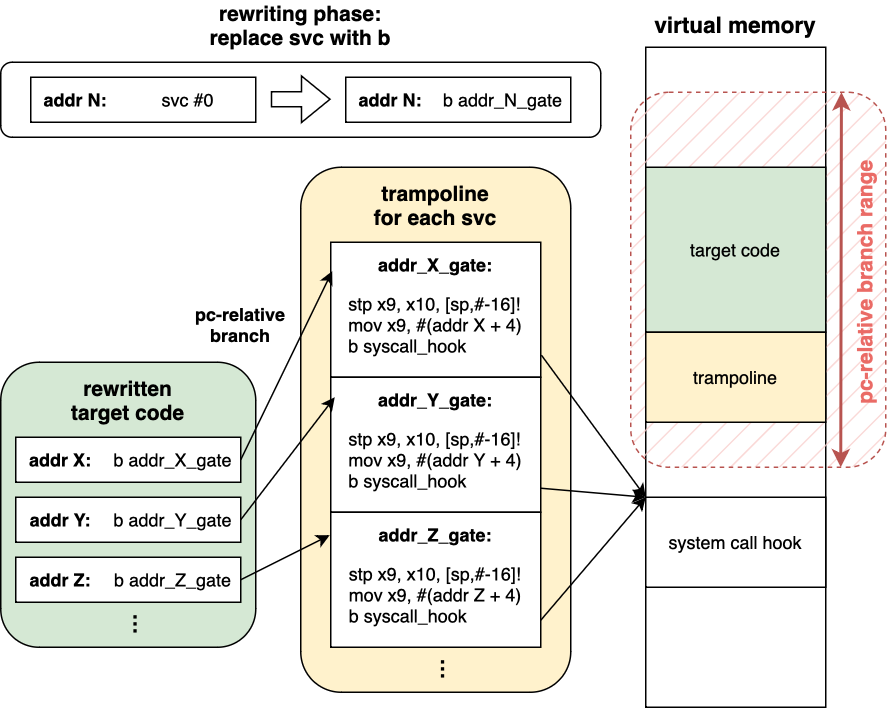 rewriting phase:
replace svc with b
addr N: svc #0
addr N: b addr_N_gate
virtual memory
target code
trampoline
system call hook
pc-relative branch range
trampoline
for each svc
addr_X_gate:
stp x9, x10, [sp,#-16]!
mov x9, #(addr X + 4)
b syscall_hook
addr_Y_gate:
stp x9, x10, [sp,#-16]!
mov x9, #(addr Y + 4)
b syscall_hook
addr_Z_gate:
stp x9, x10, [sp,#-16]!
mov x9, #(addr Z + 4)
b syscall_hook
⋮
pc-relative
branch
rewritten
target code
addr X: b addr_X_gate
addr Y: b addr_Y_gate
addr Z: b addr_Z_gate
⋮